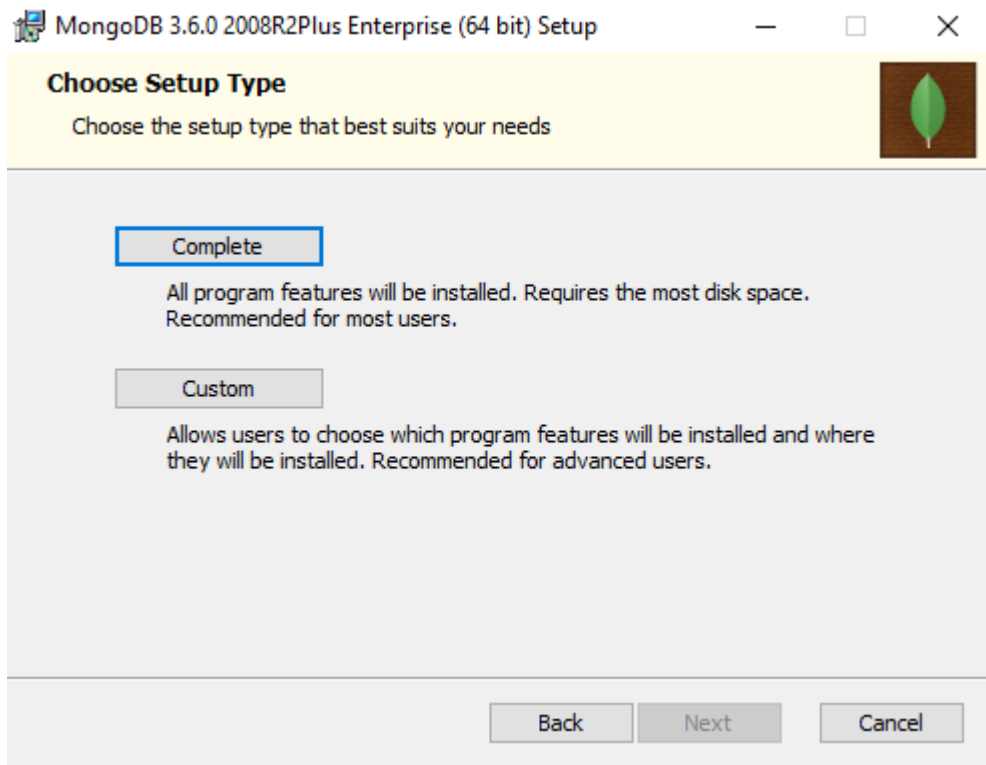 MongoDB 3.6.0 2008R2Plus Enterprise (64 bit) Setup
Choose Setup Type
Choose the setup type that best suits your needs
Complete
All program features will be installed. Requires the most disk space.
Recommended for most users.
Custom
Allows users to choose which program features will be installed and where
they will be installed. Recommended for advanced users.
Back
Next
Cancel